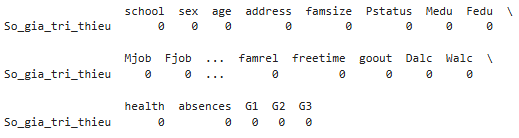 school sex age address famsize Pstatus Medu Fedu \
So_gia_tri_thieu 0 0 0 0 0 0 0 0
Mjob Fjob ... famrel freetime goout Dalc Walc \
So_gia_tri_thieu 0 0 ... 0 0 0 0 0
health absences G1 G2 G3
So_gia_tri_thieu 0 0 0 0 0